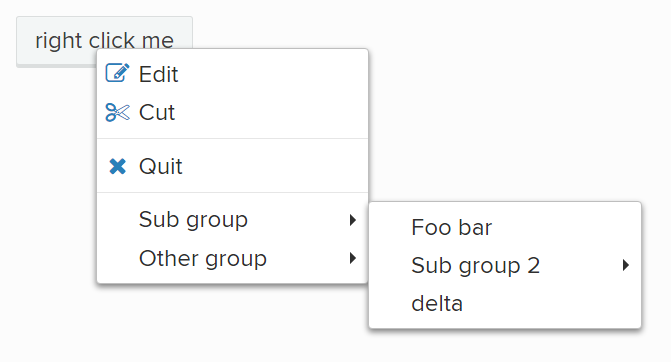 right click me
Edit
Cut
Quit
Sub group
Other group
Foo bar
Sub group 2
delta